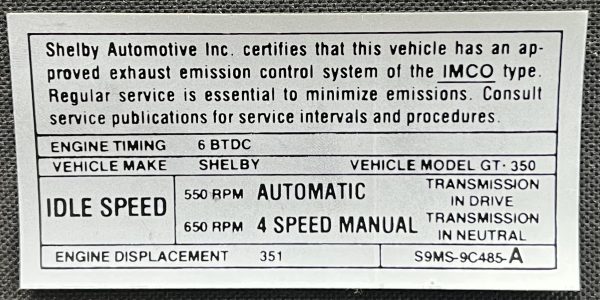 Shelby Automotive Inc. certifies that this vehicle has an ap-
proved exhaust emission control system of the IMCO type.
Regular service is essential to minimize emissions. Consult
service publications for service intervals and procedures.
ENGINE TIMING 6 BTDC
VEHICLE MAKE SHELBY VEHICLE MODEL GT-350
IDLE SPEED
550 RPM AUTOMATIC TRANSMISSION IN DRIVE
650 RPM 4 SPEED MANUAL TRANSMISSION IN NEUTRAL
ENGINE DISPLACEMENT 351 S9MS-9C485-A